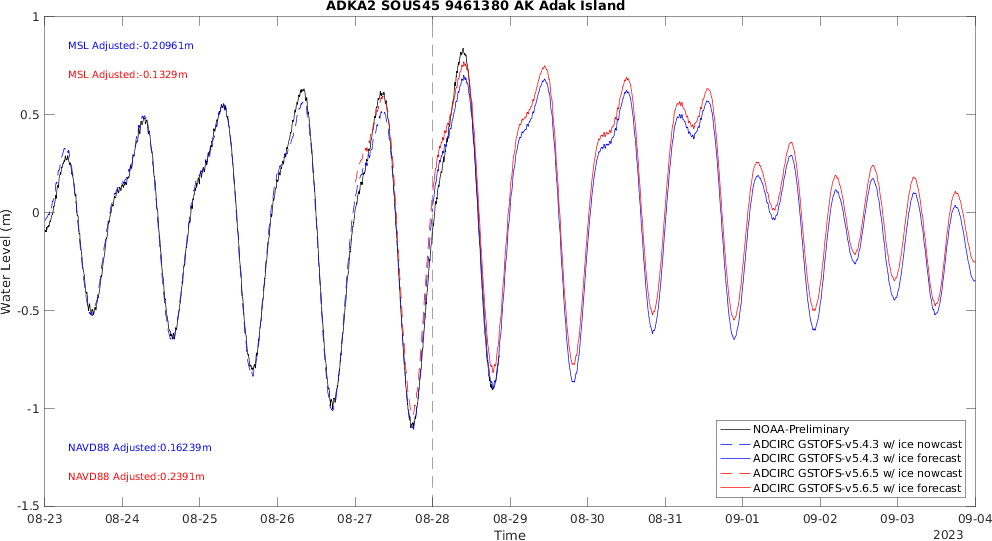 ADKA2 SOUS45 9461380 AK Adak Island
MSL Adjusted:-0.20961m
MSL Adjusted:-0.1329m
Water Level (m)
1
0.5
0
-0.5
-1
-1.5
NAVD88 Adjusted:0.16239m
NAVD88 Adjusted:0.2391m
NOAA-Preliminary
ADCIRC GSTOFS-v5.4.3 w/ ice nowcast
ADCIRC GSTOFS-v5.4.3 w/ ice forecast
ADCIRC GSTOFS-v5.6.5 w/ ice nowcast
ADCIRC GSTOFS-v5.6.5 w/ ice forecast
08-23 08-24 08-25 08-26 08-27 08-28 08-29 08-30 08-31 09-01 09-02 09-03 09-04
Time
2023